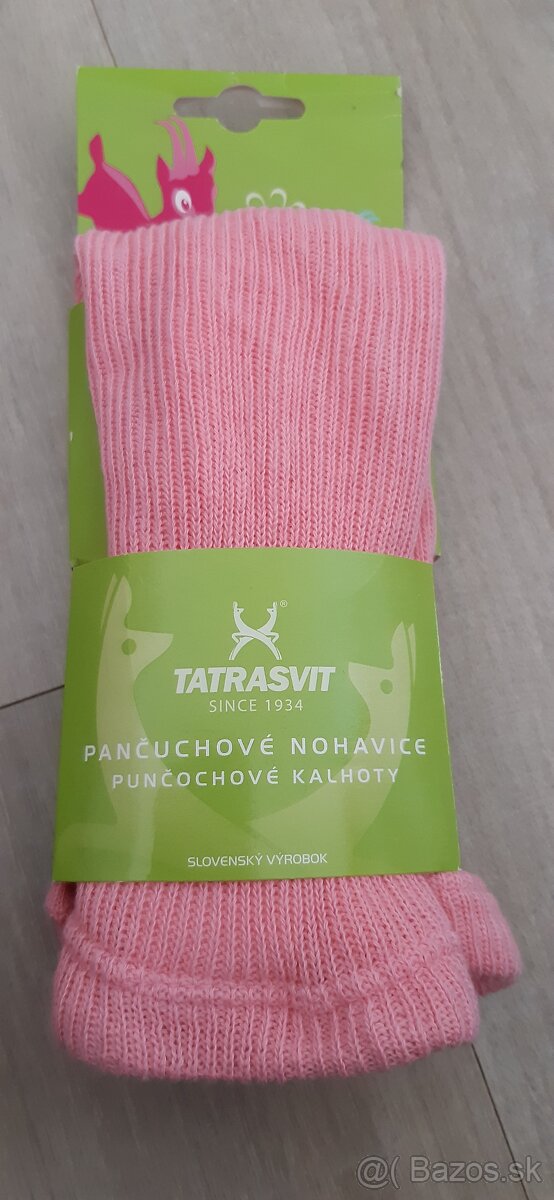 TATRASVIT
SINCE 1934
PANČUCHOVÉ NOHAVICE
PUNČOCHOVÉ KALHOTY
SLOVENSKÝ VÝROBOK
@( Bazos.sk